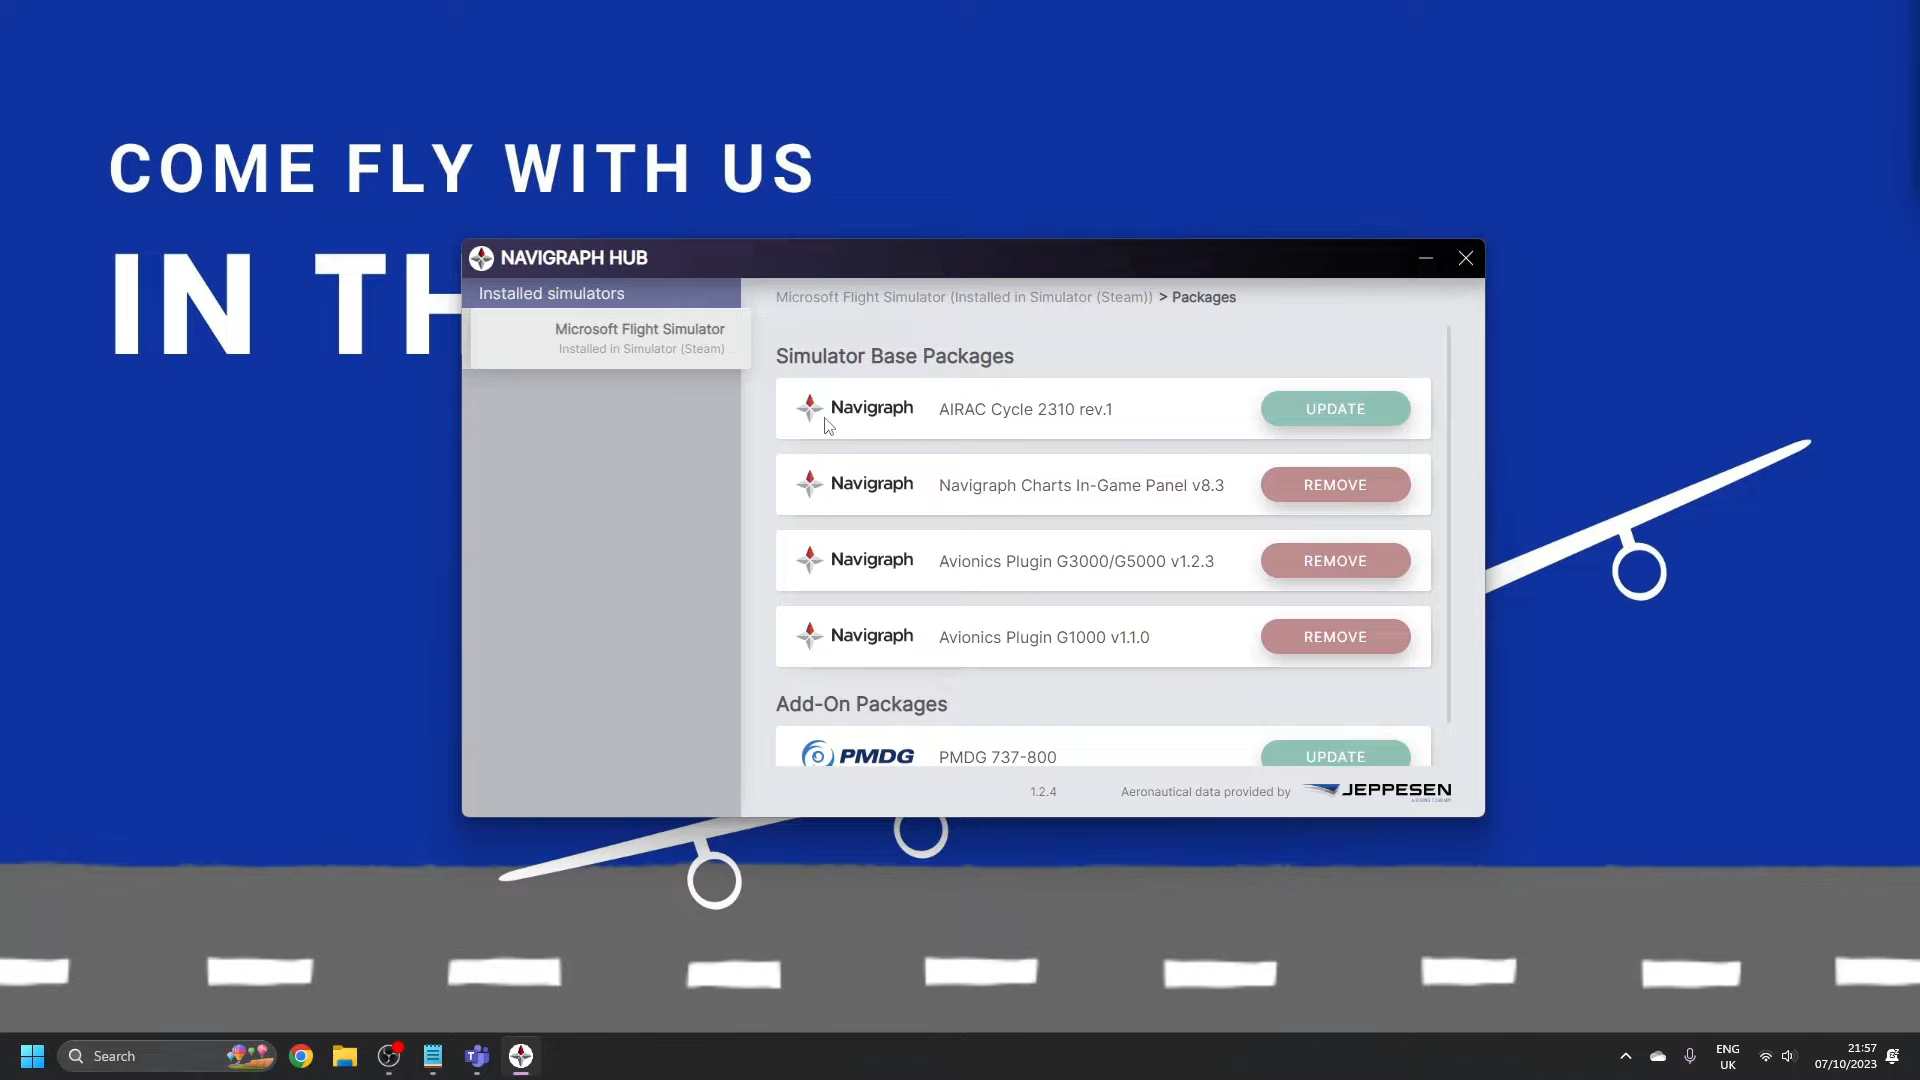 COME FLY WITH US
IN TH
NAVIGRAPH HUB
Installed simulators
Microsoft Flight Simulator
Installed in Simulator (Steam)
Microsoft Flight Simulator (Installed in Simulator (Steam)) > Packages
Simulator Base Packages
Navigraph AIRAC Cycle 2310 rev.1 UPDATE
Navigraph Navigraph Charts In-Game Panel v8.3 REMOVE
Navigraph Avionics Plugin G3000/G5000 v1.2.3 REMOVE
Navigraph Avionics Plugin G1000 v1.1.0 REMOVE
Add-On Packages
PMDG PMDG 737-800 UPDATE
1.2.4 Aeronautical data provided by JEPPESEN
Search
ENG
UK
21:57
07/10/2023